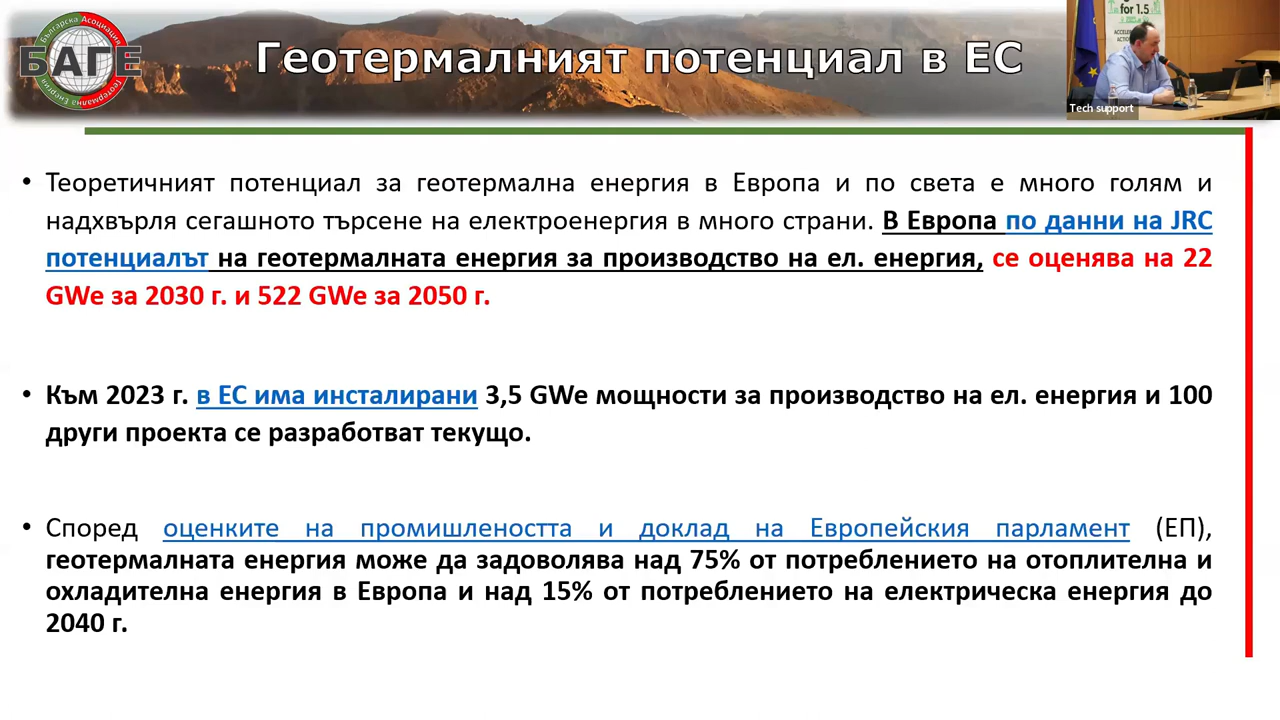 Българска Асоциация
БАГЕ
Геотермална Енергия
Геотермалният потенциал в ЕС
for 1.5
Tech support
• Теоретичният потенциал за геотермална енергия в Европа и по света е много голям и
надхвърля сегашното търсене на електроенергия в много страни. В Европа по данни на JRC
потенциалът на геотермалната енергия за производство на ел. енергия, се оценява на 22
GWe за 2030 г. и 522 GWe за 2050 г.
• Към 2023 г. в ЕС има инсталирани 3,5 GWe мощности за производство на ел. енергия и 100
други проекта се разработват текущо.
• Според оценките на промишлеността и доклад на Европейския парламент (ЕП),
геотермалната енергия може да задоволява над 75% от потреблението на отоплителна и
охладителна енергия в Европа и над 15% от потреблението на електрическа енергия до
2040 г.